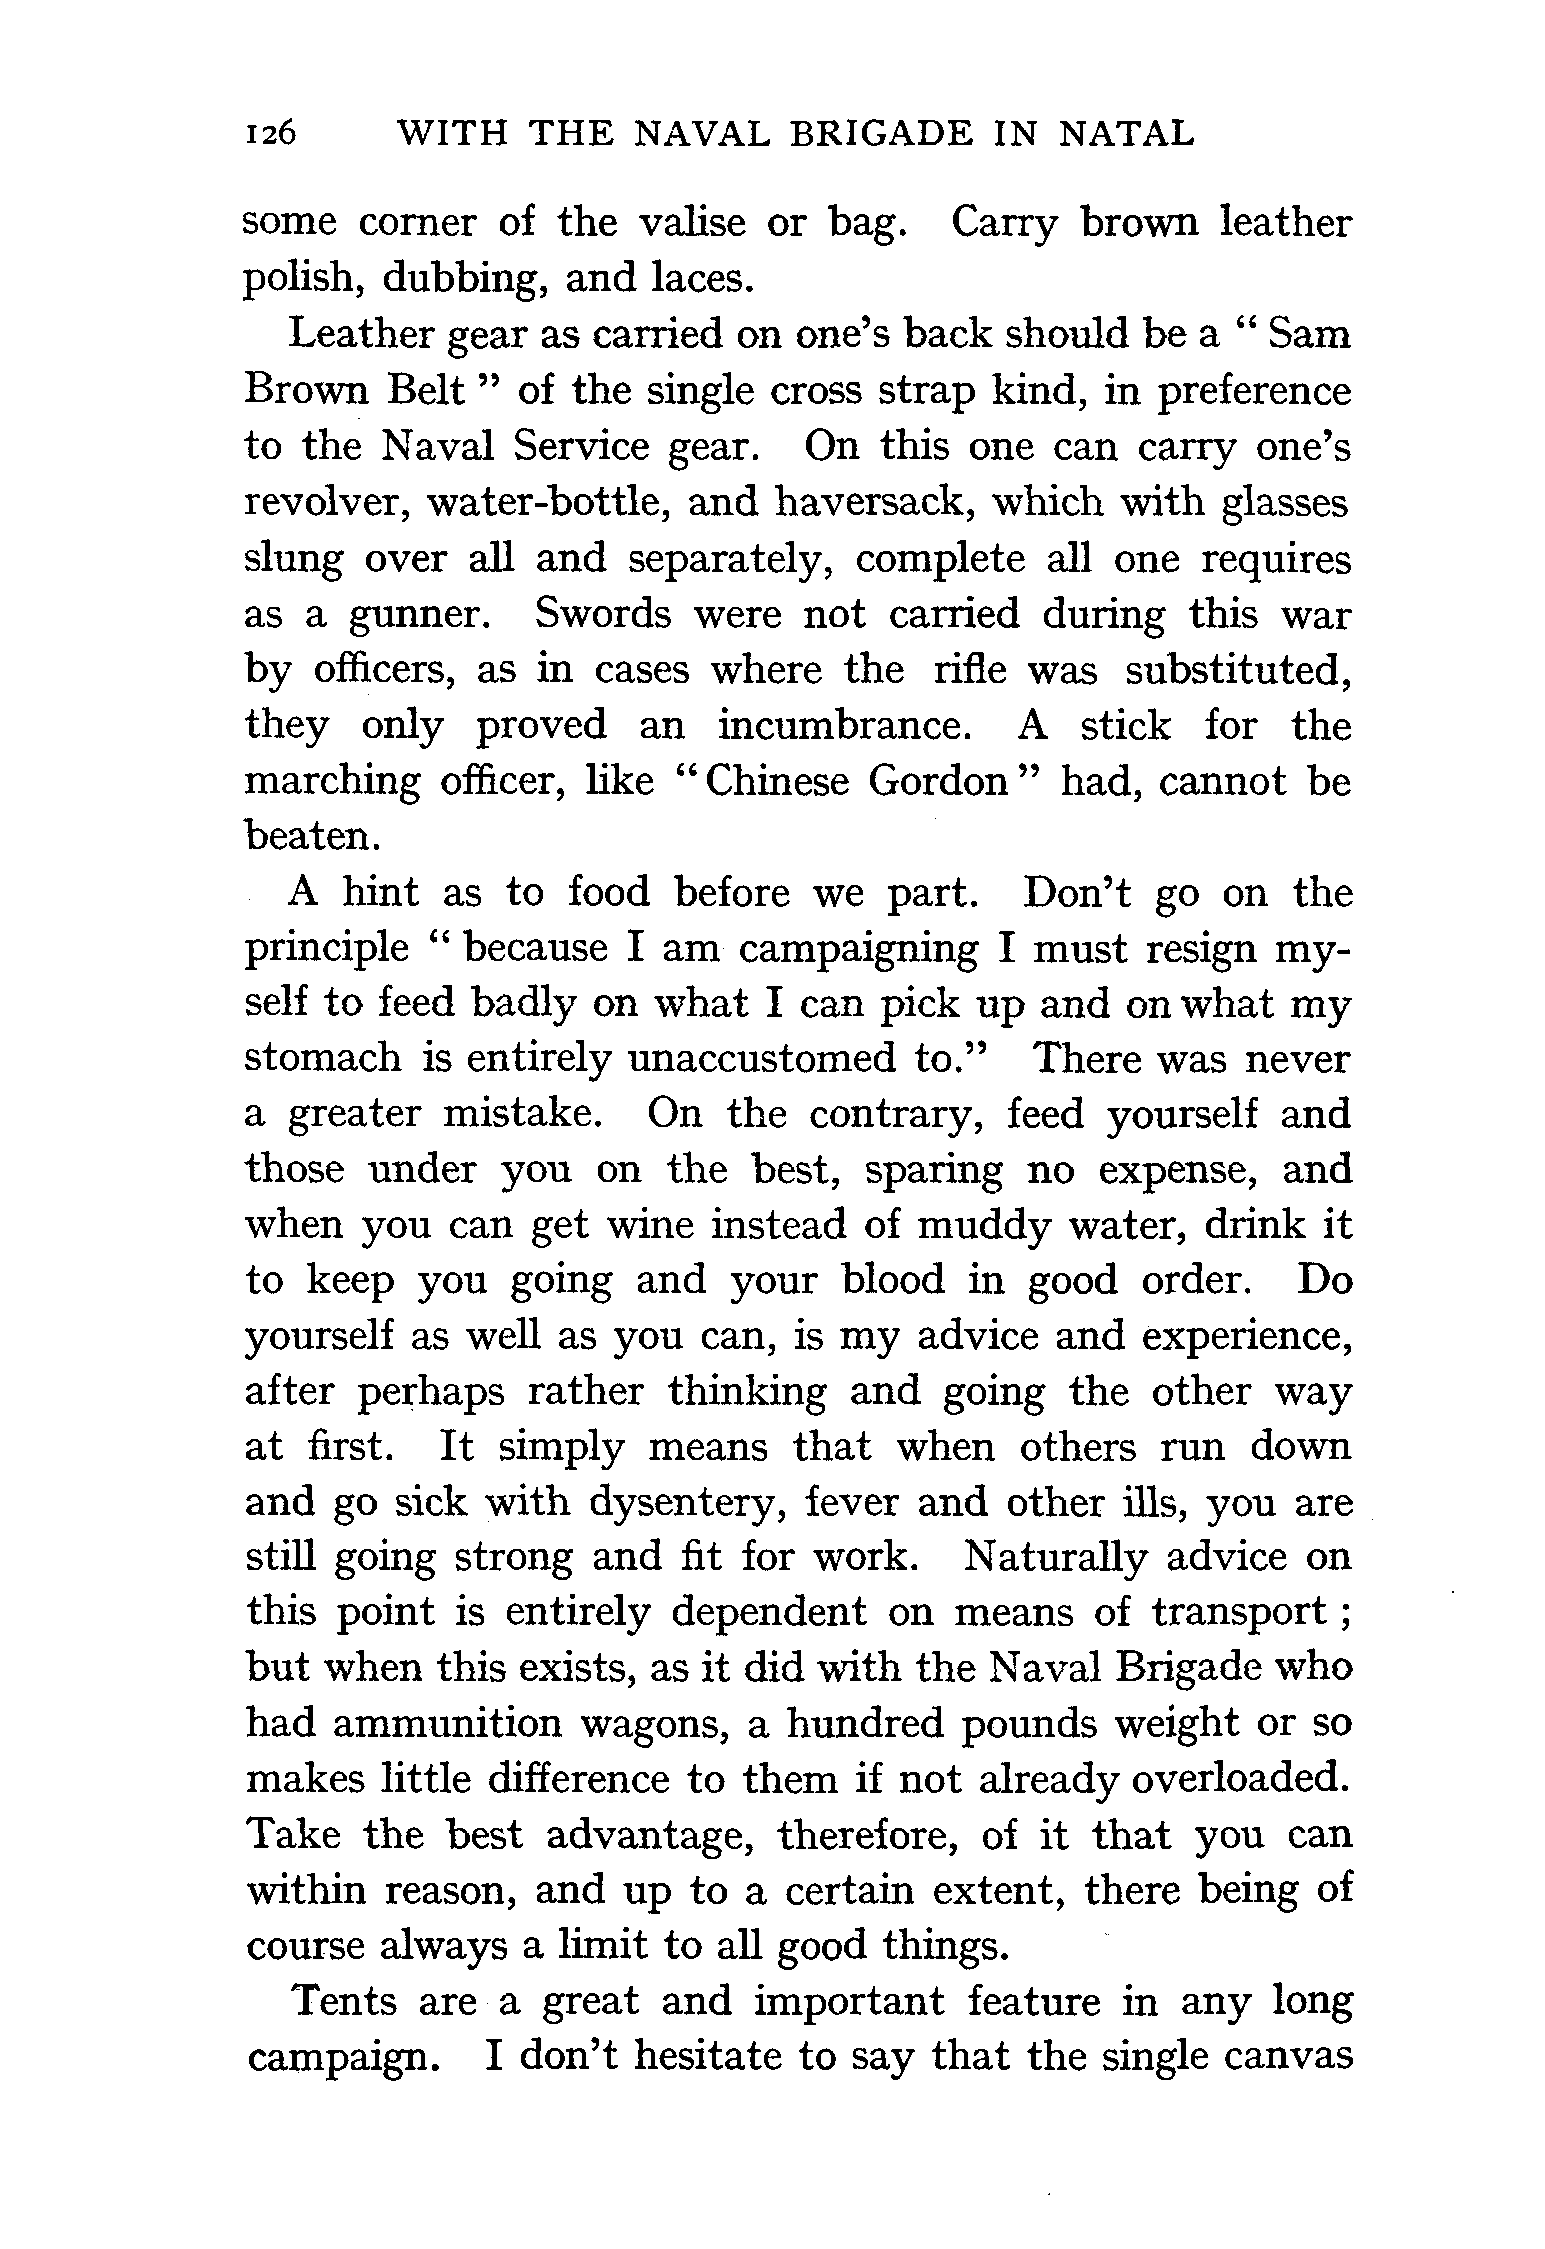 126 WITH THE NAVAL BRIGADE IN NATAL
some corner of the valise or bag. Carry brown leather
polish, dubbing, and laces.
Leather gear as carried on one's back should be a " Sam
Brown Belt " of the single cross strap kind, in preference
to the Naval Service gear. On this one can carry one's
revolver, water-bottle, and haversack, which with glasses
slung over all and separately, complete all one requires
as a gunner. Swords were not carried during this war
by officers, as in cases where the rifle was substituted,
they only proved an incumbrance. A stick for the
marching officer, like " Chinese Gordon " had, cannot be
beaten.
A hint as to food before we part. Don't go on the
principle " because I am campaigning I must resign my-
self to feed badly on what I can pick up and on what my
stomach is entirely unaccustomed to." There was never
a greater mistake. On the contrary, feed yourself and
those under you on the best, sparing no expense, and
when you can get wine instead of muddy water, drink it
to keep you going and your blood in good order. Do
yourself as well as you can, is my advice and experience,
after perhaps rather thinking and going the other way
at first. It simply means that when others run down
and go sick with dysentery, fever and other ills, you are
still going strong and fit for work. Naturally advice on
this point is entirely dependent on means of transport ;
but when this exists, as it did with the Naval Brigade who
had ammunition wagons, a hundred pounds weight or so
makes little difference to them if not already overloaded.
Take the best advantage, therefore, of it that you can
within reason, and up to a certain extent, there being of
course always a limit to all good things.
Tents are a great and important feature in any long
campaign. I don't hesitate to say that the single canvas